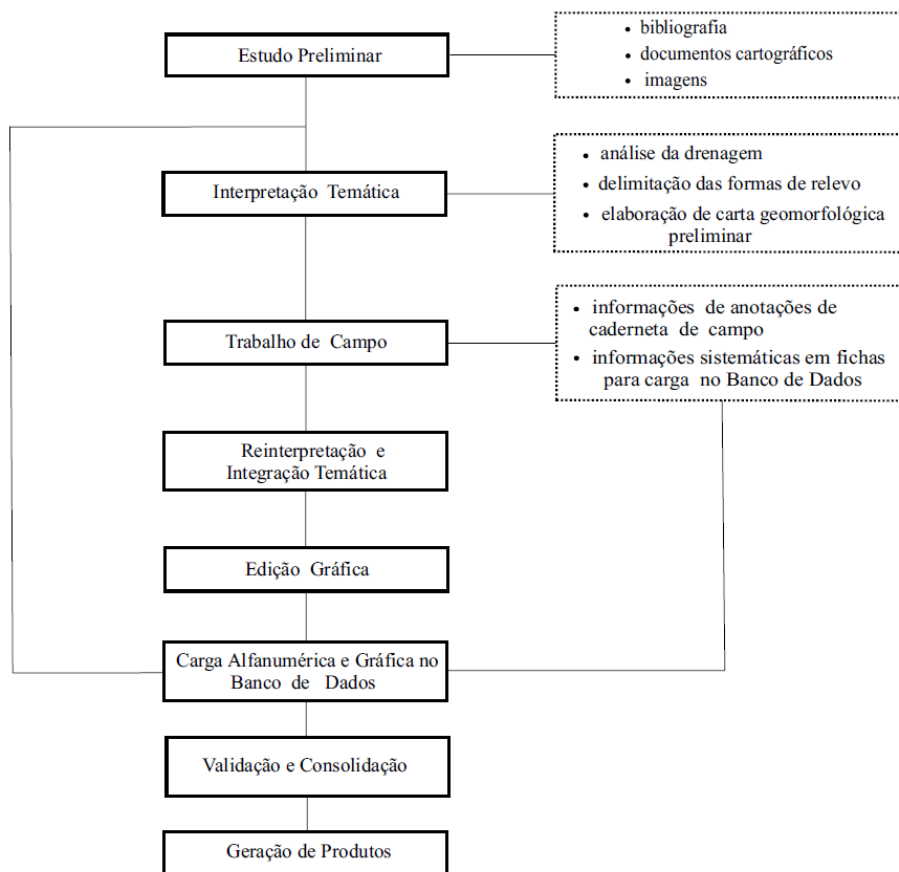 Estudo Preliminar
• bibliografia
• documentos cartográficos
• imagens
Interpretação Temática
• análise da drenagem
• delimitação das formas de relevo
• elaboração de carta geomorfológica
preliminar
Trabalho de Campo
• informações de anotações de
caderneta de campo
• informações sistemáticas em fichas
para carga no Banco de Dados
Reinterpretação e
Integração Temática
Edição Gráfica
Carga Alfanumérica e Gráfica no
Banco de Dados
Validação e Consolidação
Geração de Produtos